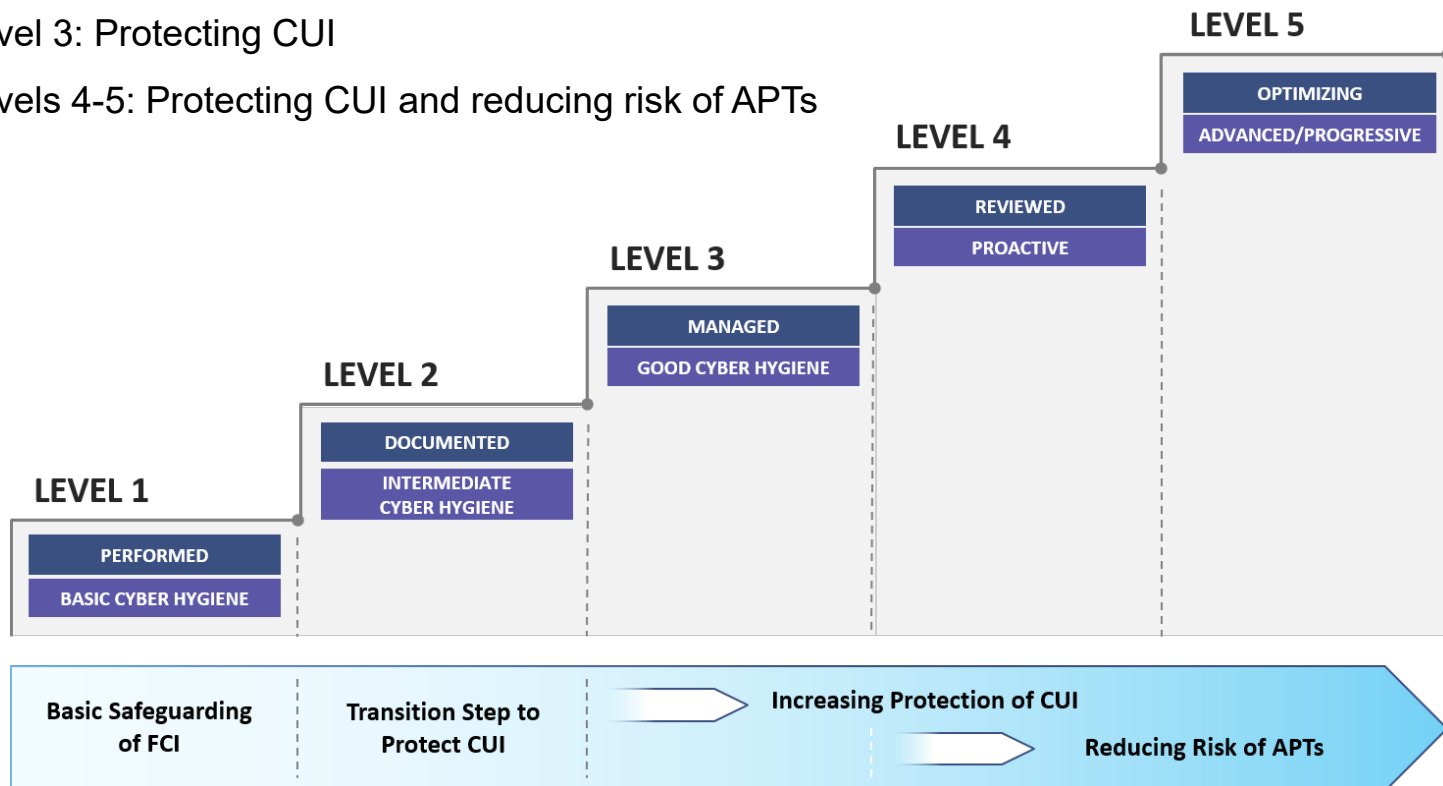 vel 3: Protecting CUI
vels 4-5: Protecting CUI and reducing risk of APTs
LEVEL 5
OPTIMIZING
ADVANCED/PROGRESSIVE
LEVEL 4
REVIEWED
PROACTIVE
LEVEL 3
MANAGED
GOOD CYBER HYGIENE
LEVEL 2
DOCUMENTED
INTERMEDIATE
CYBER HYGIENE
LEVEL 1
PERFORMED
BASIC CYBER HYGIENE
Basic Safeguarding
of FCI
Transition Step to
Protect CUI
Increasing Protection of CUI
Reducing Risk of APTs